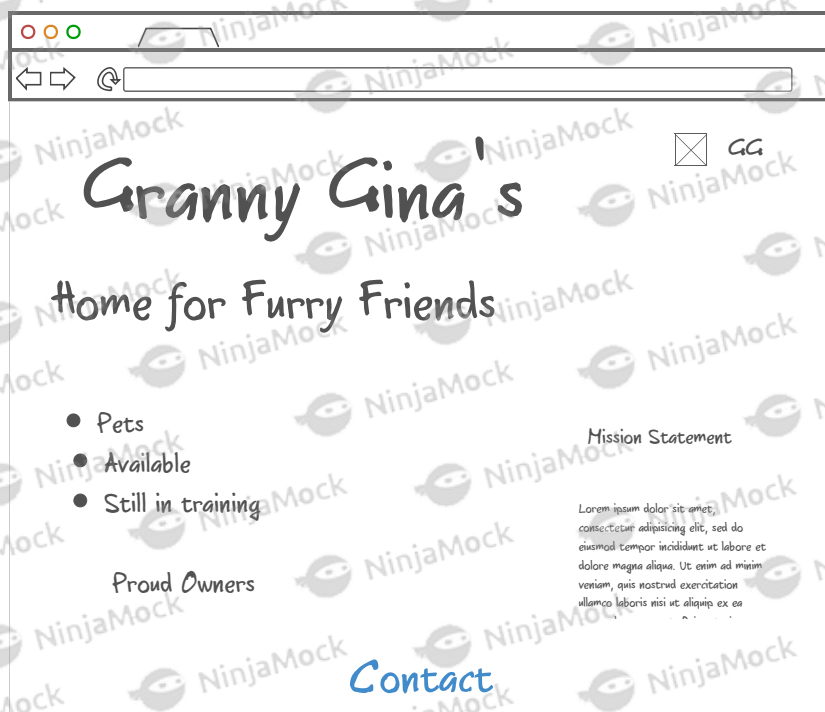 Granny Gina's
GG
Home for Furry Friends
Pets
Available
Still in training
Proud Owners
Mission Statement
Lorem ipsum dolor sit amet,
consectetur adipisicing elit, sed do
eiusmod tempor incididunt ut labore et
dolore magna aliqua. Ut enim ad minim
veniam, quis nostrud exercitation
ullamco laboris nisi ut aliquip ex ea
Contact
NinjaMock